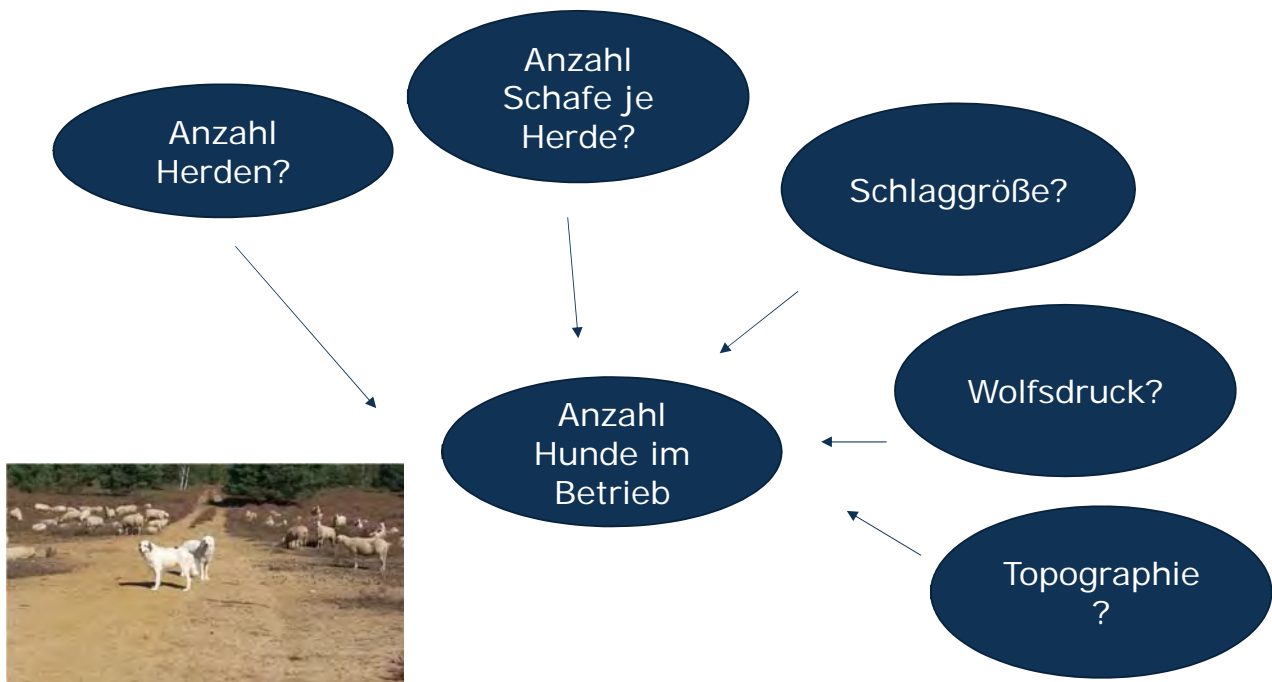 Anzahl
Herden?
Anzahl
Schafe je
Herde?
Schlaggröße?
Wolfsdruck?
Topographie
?
Anzahl
Hunde im
Betrieb